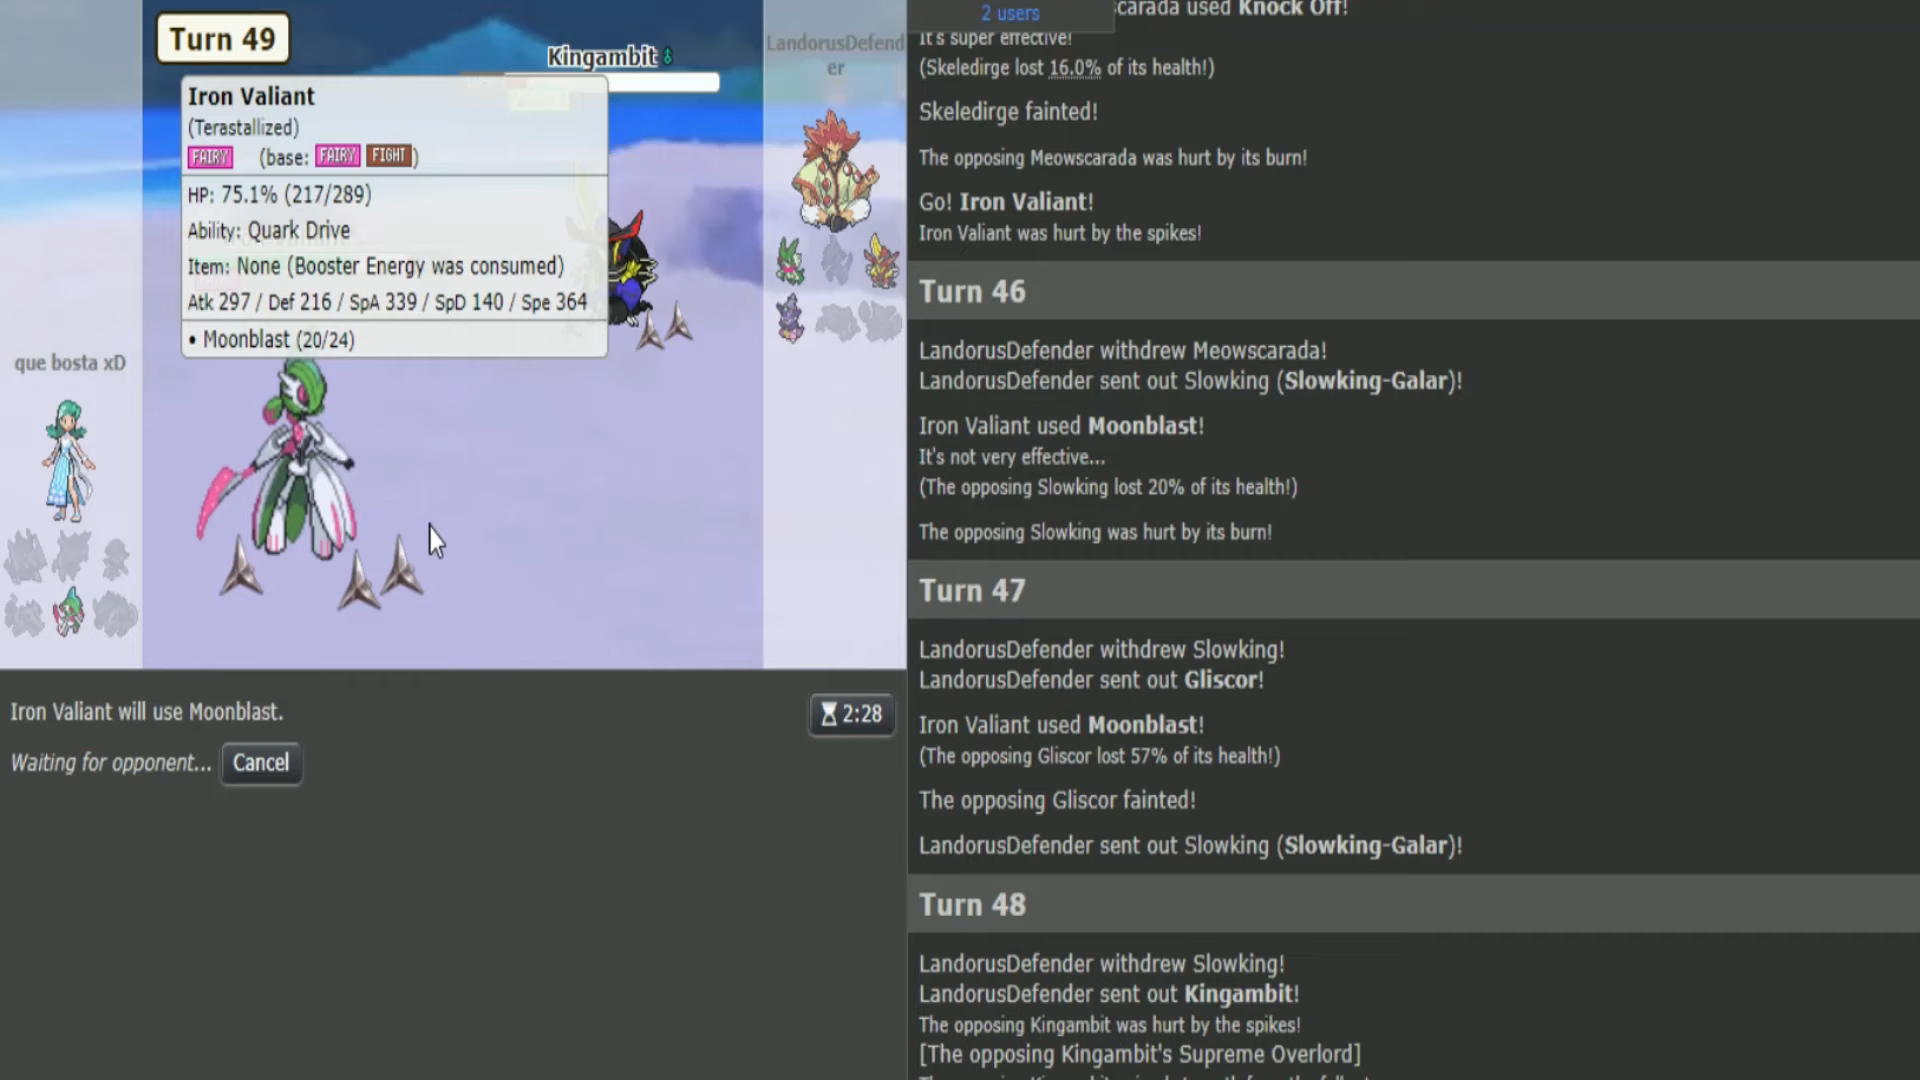 Turn 49
Kingambit
Iron Valiant
(Terastallized)
FAIRY (base: FAIRY FIGHT)
HP: 75.1% (217/289)
Ability: Quark Drive
Item: None (Booster Energy was consumed)
Atk 297 / Def 216 / SpA 339 / SpD 140 / Spe 364
• Moonblast (20/24)
que bosta xD
LandorusDefend
er
Iron Valiant will use Moonblast.
2:28
Waiting for opponent... Cancel
2 users
scarada used Knock Off!
It's super effective!
(Skeledirge lost 16.0% of its health!)
Skeledirge fainted!
The opposing Meowscarada was hurt by its burn!
Go! Iron Valiant!
Iron Valiant was hurt by the spikes!
Turn 46
LandorusDefender withdrew Meowscarada!
LandorusDefender sent out Slowking (Slowking-Galar)!
Iron Valiant used Moonblast!
It's not very effective...
(The opposing Slowking lost 20% of its health!)
The opposing Slowking was hurt by its burn!
Turn 47
LandorusDefender withdrew Slowking!
LandorusDefender sent out Gliscor!
Iron Valiant used Moonblast!
(The opposing Gliscor lost 57% of its health!)
The opposing Gliscor fainted!
LandorusDefender sent out Slowking (Slowking-Galar)!
Turn 48
LandorusDefender withdrew Slowking!
LandorusDefender sent out Kingambit!
The opposing Kingambit was hurt by the spikes!
[The opposing Kingambit's Supreme Overlord]